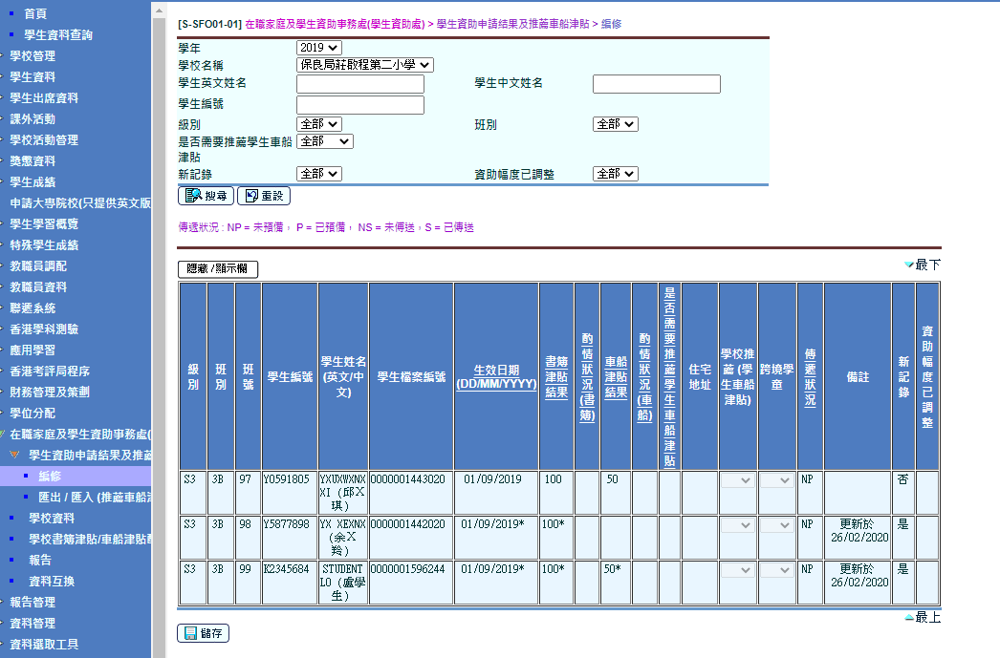 首頁
學生資料查詢
學校管理
學生資料
學生出席資料
課外活動
學校活動管理
獎懲資料
學生成績
申請大專院校(只提供英文版
學生學習概覽
特殊學生成績
教職員調配
教職員資料
聯遞系統
香港學科測驗
應用學習
香港考評局程序
財務管理及策劃
學位分配
在職家庭及學生資助事務處(
學生資助申請結果及推薦
編修
匯出 / 匯入 (推薦車船津
學校資料
學校書簿津貼/車船津貼
報告
資料互換
報告管理
資料管理
資料選取工具
[S-SFO01-01] 在職家庭及學生資助事務處(學生資助處) > 學生資助申請結果及推薦車船津貼 > 編修
學年 2019
學校名稱 保良局莊啟程第二小學
學生英文姓名 學生中文姓名
學生編號
級別 全部 班別 全部
是否需要推薦學生車船津貼 全部
新記錄 全部 資助幅度已調整 全部
搜尋 重設
傳遞狀況 : NP = 未預備， P = 已預備， NS = 未傳送，S = 已傳送
最下
隱藏 /顯示欄
級別 班別 班號 學生編號 學生姓名 (英文/中文) 學生檔案編號 生效日期 (DD/MM/YYYY) 書簿津貼結果 酌情狀況(書簿) 車船津貼結果 酌情狀況(車船) 是否需要推薦學生車船津貼 住宅地址 學校推薦 (學生車船津貼) 跨境學童 傳遞狀況 備註 新記錄 資助幅度已調整
S3 3B 97 Y0591805 YXUXWXNX XI (邱X琪) 0000001443020 01/09/2019 100 50 NP 否
S3 3B 98 Y5877898 YX XEXNX (余X羚) 0000001442020 01/09/2019* 100* NP 更新於 26/02/2020 是
S3 3B 99 K2345684 STUDENT LO (盧學生) 0000001596244 01/09/2019* 100* 50* NP 更新於 26/02/2020 是
最上
儲存